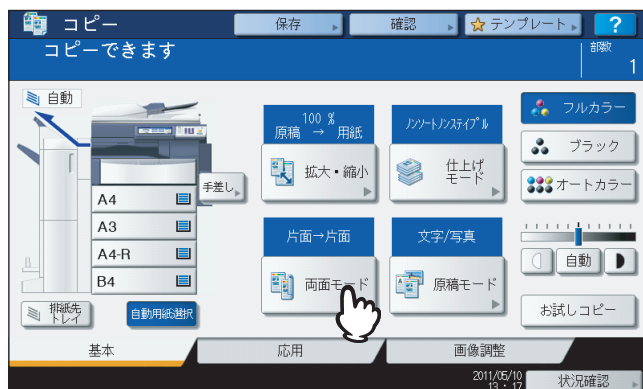 コピー
保存
確認
テンプレート
?
コピーできます
部数
1
自動
100 %
原稿 → 用紙
拡大・縮小
ノンソートノンステイプル
仕上げ
モード
フルカラー
ブラック
オートカラー
手差し
A4
A3
A4-R
B4
片面→片面
両面モード
文字/写真
原稿モード
自動
お試しコピー
排紙先
トレイ
自動用紙選択
基本
応用
画像調整
2011/05/10
13 : 17
状況確認